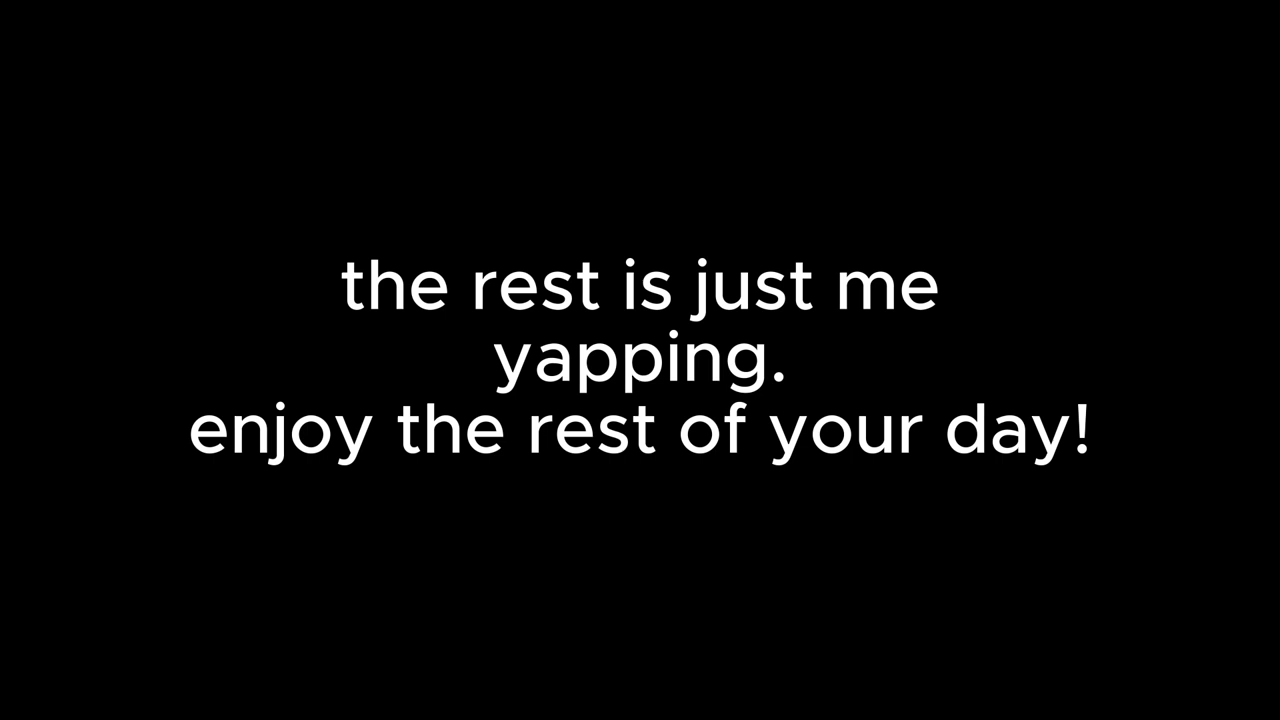 the rest is just me
yapping.
enjoy the rest of your day!